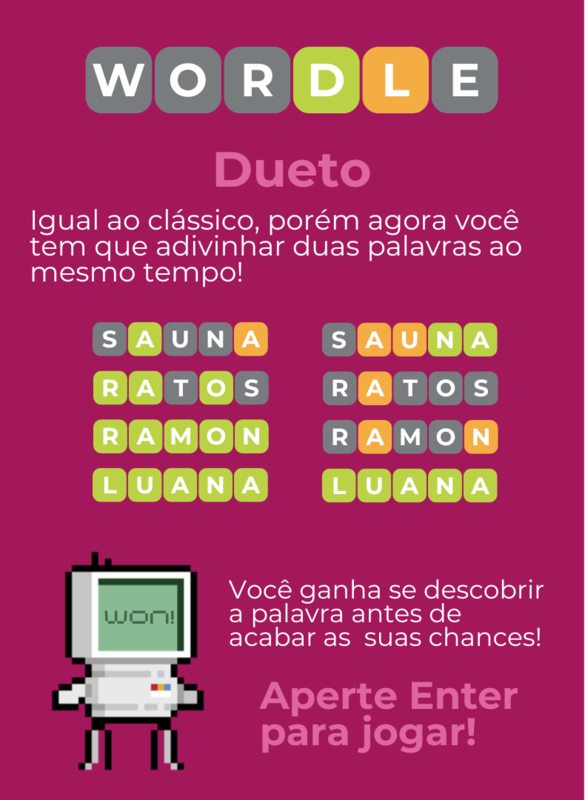 WORDLE
Dueto
Igual ao clássico, porém agora você
tem que adivinhar duas palavras ao
mesmo tempo!
SAUNA SAUNA
RATOS RATOS
RAMON RAMON
LUANA LUANA
won!
Você ganha se descobrir
a palavra antes de
acabar as  suas chances!
Aperte Enter
para jogar!